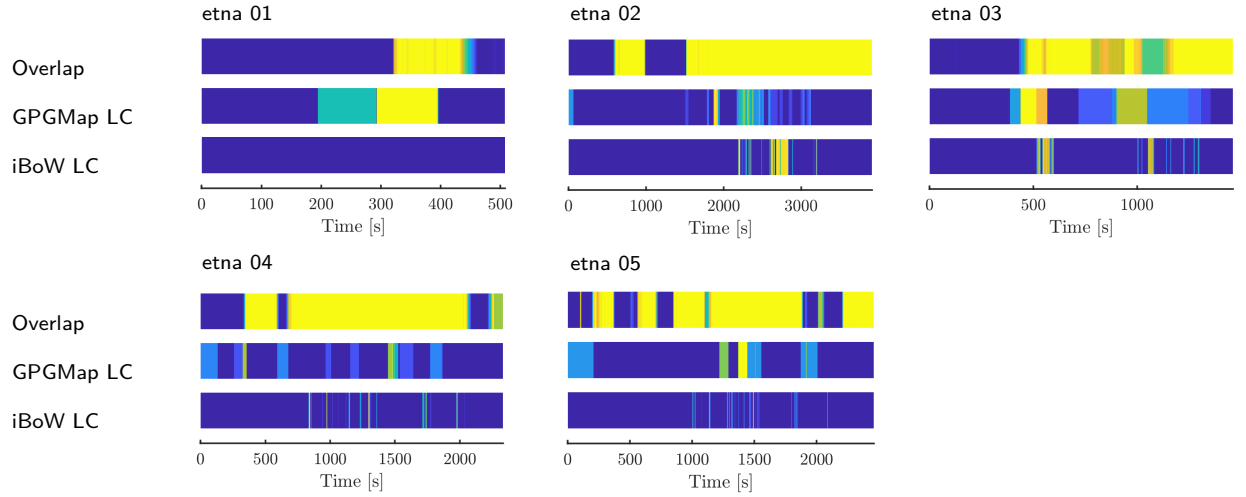 etna 01
etna 02
etna 03
Overlap
GPGMap LC
iBoW LC
0 100 200 300 400 500
0 1000 2000 3000
0 500 1000
Time [s]
Time [s]
Time [s]
etna 04
etna 05
Overlap
GPGMap LC
iBoW LC
0 500 1000 1500 2000
0 500 1000 1500 2000
Time [s]
Time [s]